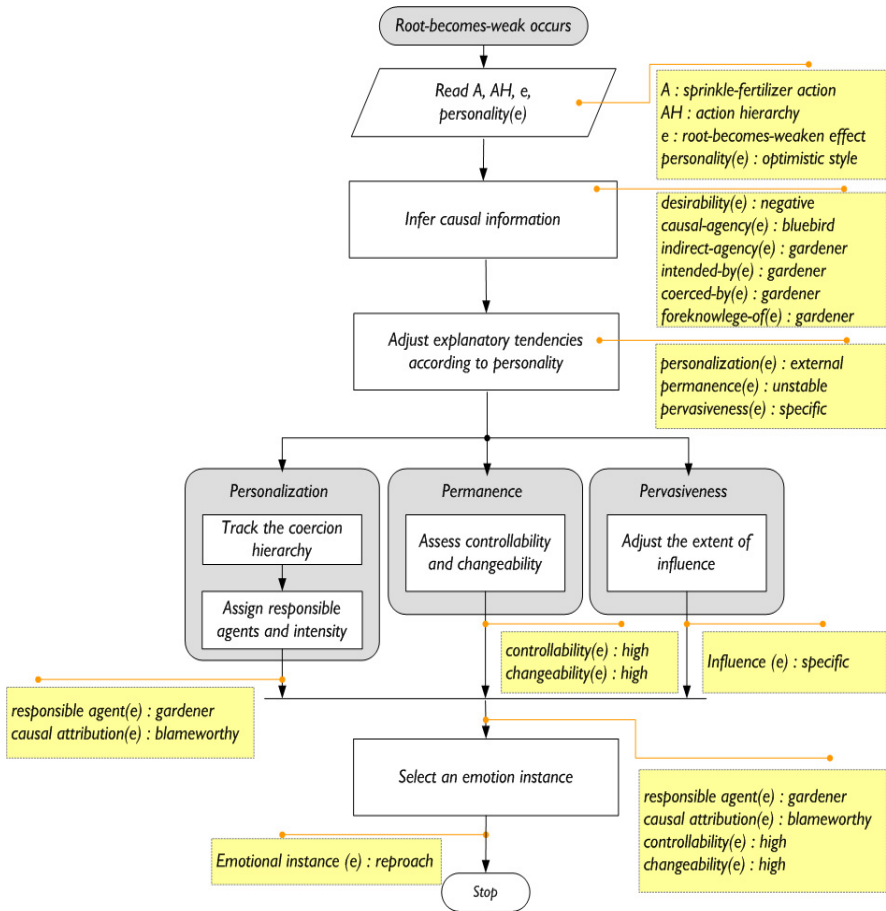 Root-becomes-weak occurs
Read A, AH, e,
personality(e)
A : sprinkle-fertilizer action
AH : action hierarchy
e : root-becomes-weaken effect
personality(e) : optimistic style
Infer causal information
desirability(e) : negative
causal-agency(e) : bluebird
indirect-agency(e) : gardener
intended-by(e) : gardener
coerced-by(e) : gardener
foreknowlege-of(e) : gardener
Adjust explanatory tendencies
according to personality
personalization(e) : external
permanence(e) : unstable
pervasiveness(e) : specific
Personalization
Track the coercion
hierarchy
Assign responsible
agents and intensity
Permanence
Assess controllability
and changeability
Pervasiveness
Adjust the extent of
influence
controllability(e) : high
changeability(e) : high
Influence (e) : specific
responsible agent(e) : gardener
causal attribution(e) : blameworthy
Select an emotion instance
responsible agent(e) : gardener
causal attribution(e) : blameworthy
controllability(e) : high
changeability(e) : high
Emotional instance (e) : reproach
Stop